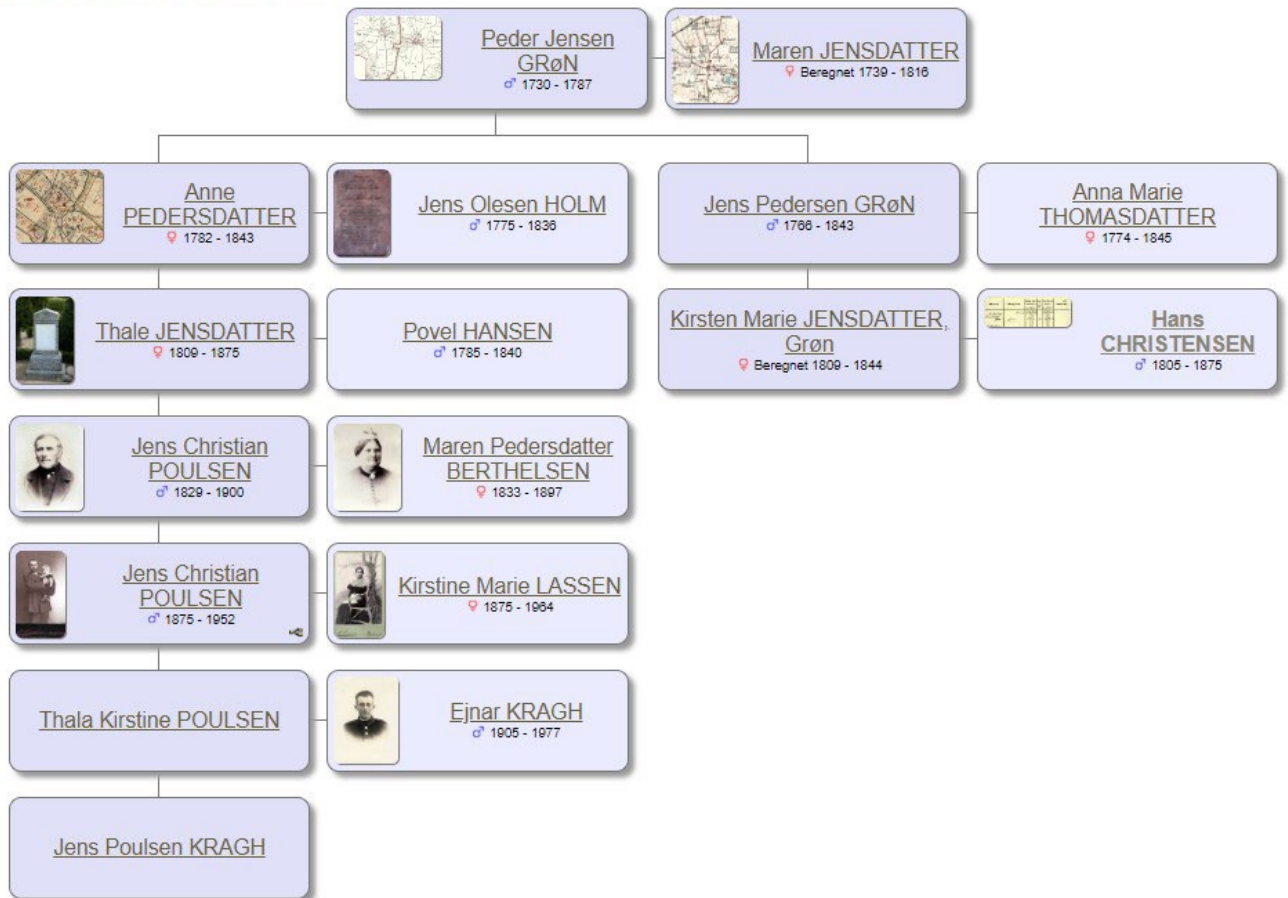 Peder Jensen
GRøN
♂ 1730 - 1787
Maren JENSDATTER
♀ Beregnet 1739 - 1816
Anne
PEDERSDATTER
♀ 1782 - 1843
Jens Olesen HOLM
♂ 1775 - 1836
Jens Pedersen GRøN
♂ 1766 - 1843
Anna Marie
THOMASDATTER
♀ 1774 - 1845
Thale JENSDATTER
♀ 1809 - 1875
Povel HANSEN
♂ 1785 - 1840
Kirsten Marie JENSDATTER,
Grøn
♀ Beregnet 1809 - 1844
Hans
CHRISTENSEN
♂ 1805 - 1875
Jens Christian
POULSEN
♂ 1829 - 1900
Maren Pedersdatter
BERTHELSEN
♀ 1833 - 1897
Jens Christian
POULSEN
♂ 1875 - 1952
Kirstine Marie LASSEN
♀ 1875 - 1964
Thala Kirstine POULSEN
Ejnar KRAGH
♂ 1905 - 1977
Jens Poulsen KRAGH